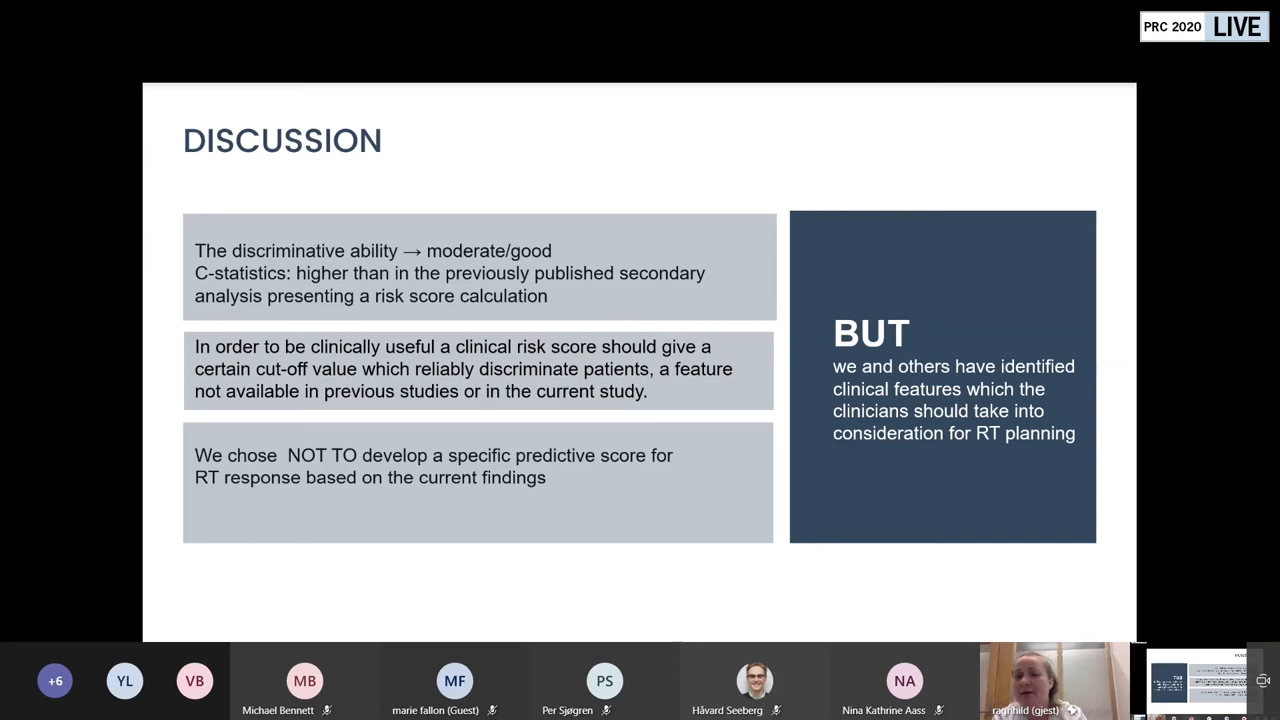 PRC 2020 LIVE
DISCUSSION
The discriminative ability → moderate/good
C-statistics: higher than in the previously published secondary
analysis presenting a risk score calculation
In order to be clinically useful a clinical risk score should give a
certain cut-off value which reliably discriminate patients, a feature
not available in previous studies or in the current study.
We chose  NOT TO develop a specific predictive score for
RT response based on the current findings
BUT
we and others have identified
clinical features which the
clinicians should take into
consideration for RT planning
+6
YL
VB
MB
MF
PS
NA
Michael Bennett
marie fallon (Guest)
Per Sjøgren
Håvard Seeberg
Nina Kathrine Aass
ragnhild (gjest)